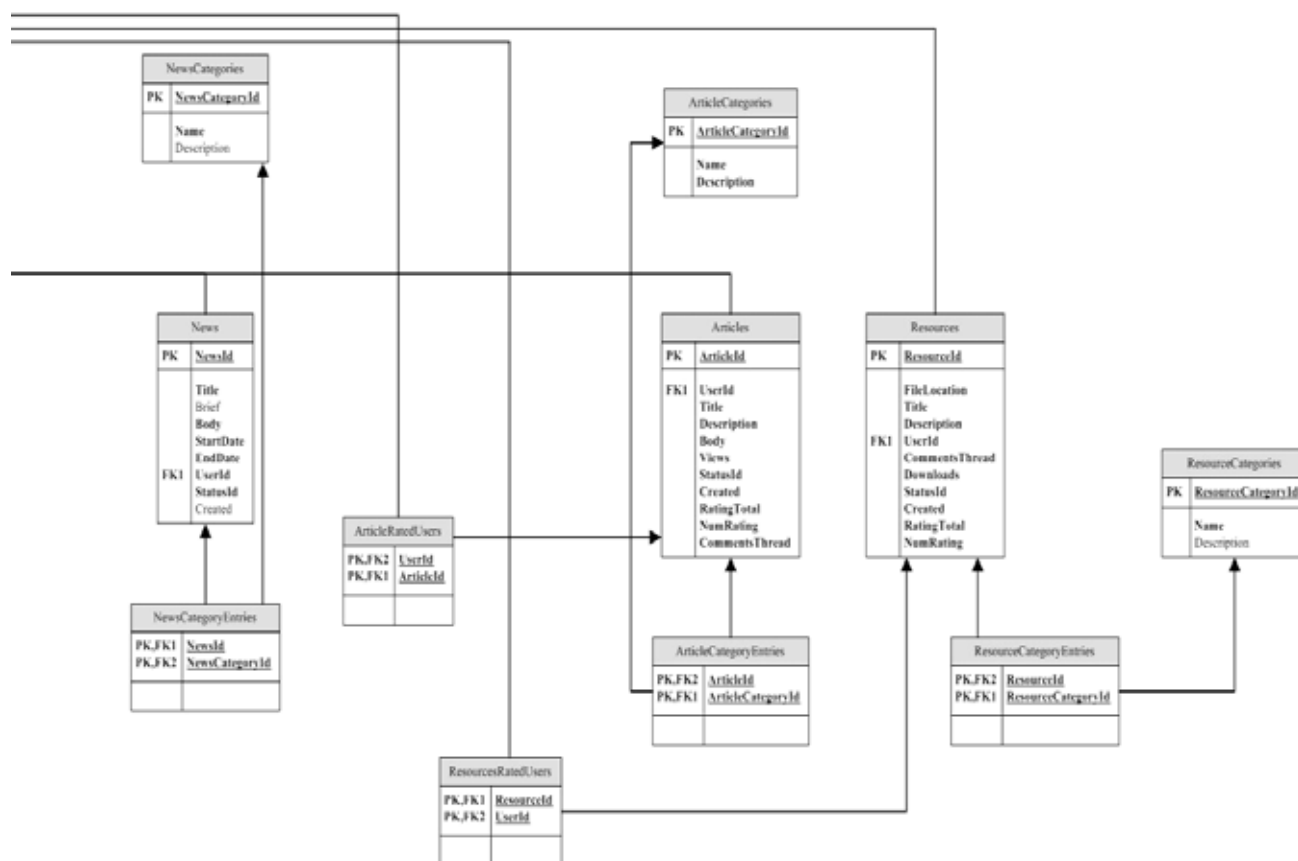 NewsCategories
PK NewsCategoryId
Name
Description
ArticleCategories
PK ArticleCategoryId
Name
Description
News
PK NewsId
Title
Brief
Body
StartDate
EndDate
FK1 UserId
StatusId
Created
Articles
PK ArticleId
FK1 UserId
Title
Description
Body
Views
StatusId
Created
RatingTotal
NumRating
CommentsThread
Resources
PK ResourceId
FileLocation
Title
Description
FK1 UserId
CommentsThread
Downloads
StatusId
Created
RatingTotal
NumRating
ResourceCategories
PK ResourceCategoryId
Name
Description
ArticleRatedUsers
PK,FK2 UserId
PK,FK1 ArticleId
NewsCategoryEntries
PK,FK1 NewsId
PK,FK2 NewsCategoryId
ArticleCategoryEntries
PK,FK2 ArticleId
PK,FK1 ArticleCategoryId
ResourceCategoryEntries
PK,FK2 ResourceId
PK,FK1 ResourceCategoryId
ResourcesRatedUsers
PK,FK1 ResourceId
PK,FK2 UserId